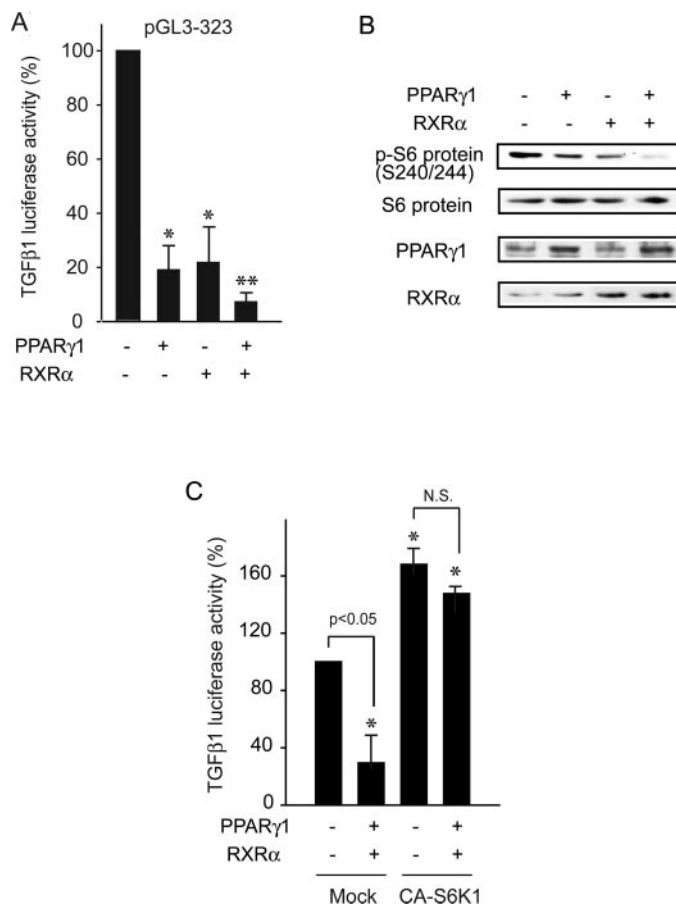 A
pGL3-323
TGFβ1 luciferase activity (%)
100
80
60
40
20
0
*
*
**
PPARγ1 - + - +
RXRα - - + +
B
PPARγ1 - + - +
RXRα - - + +
p-S6 protein
(S240/244)
S6 protein
PPARγ1
RXRα
C
TGFβ1 luciferase activity (%)
160
100
80
40
0
p<0.05
N.S.
*
*
*
PPARγ1 - + - +
RXRα - + - +
Mock CA-S6K1